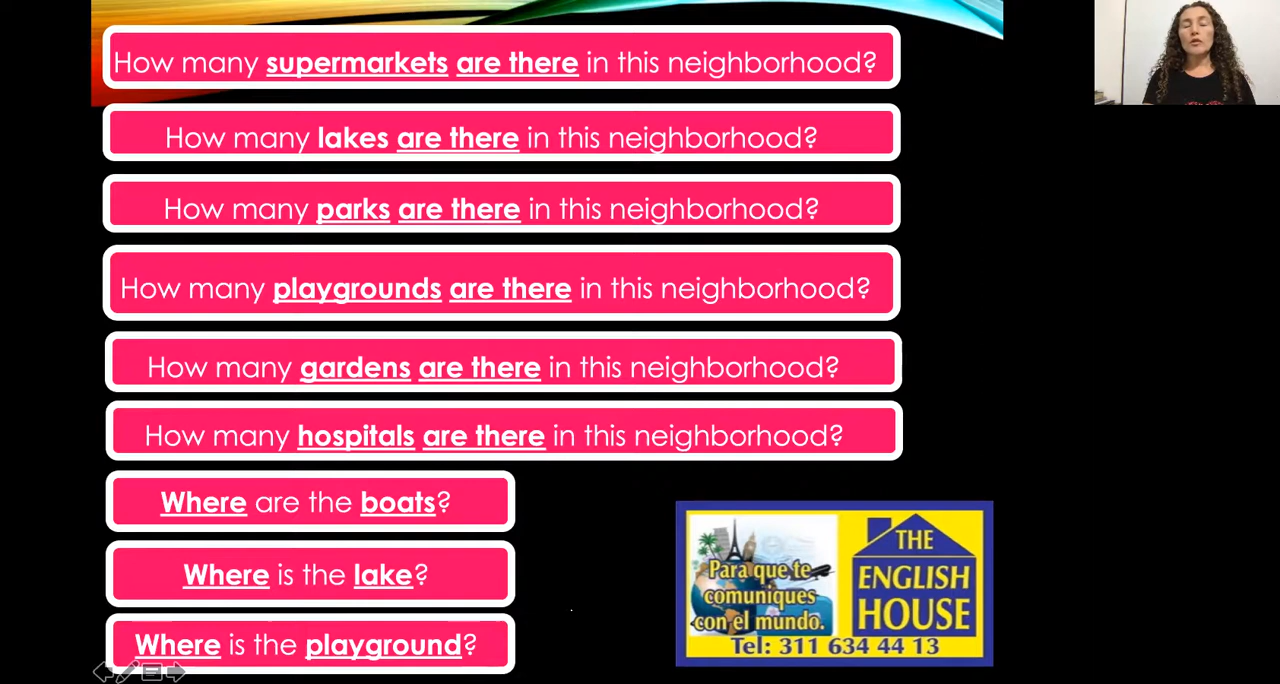 How many supermarkets are there in this neighborhood?
How many lakes are there in this neighborhood?
How many parks are there in this neighborhood?
How many playgrounds are there in this neighborhood?
How many gardens are there in this neighborhood?
How many hospitals are there in this neighborhood?
Where are the boats?
Where is the lake?
Where is the playground?
Para que te
comuniques
con el mundo.
THE
ENGLISH
HOUSE
Tel: 311 634 44 13